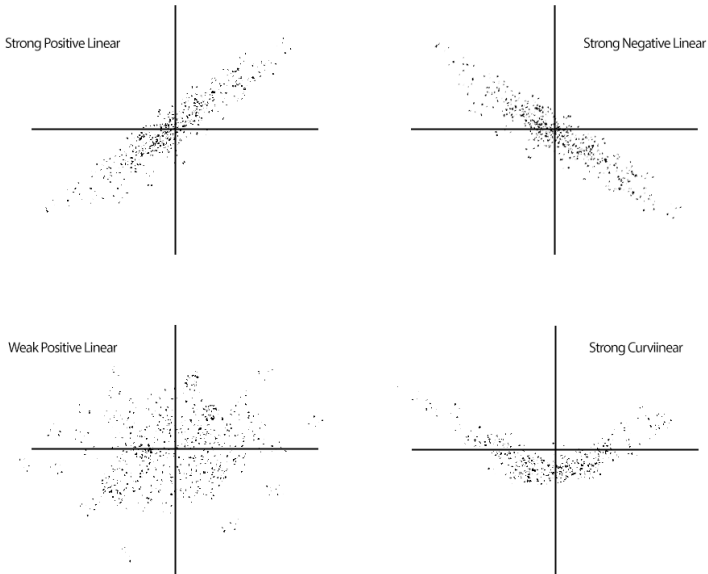 Strong Positive Linear
Strong Negative Linear
Weak Positive Linear
Strong Curviinear